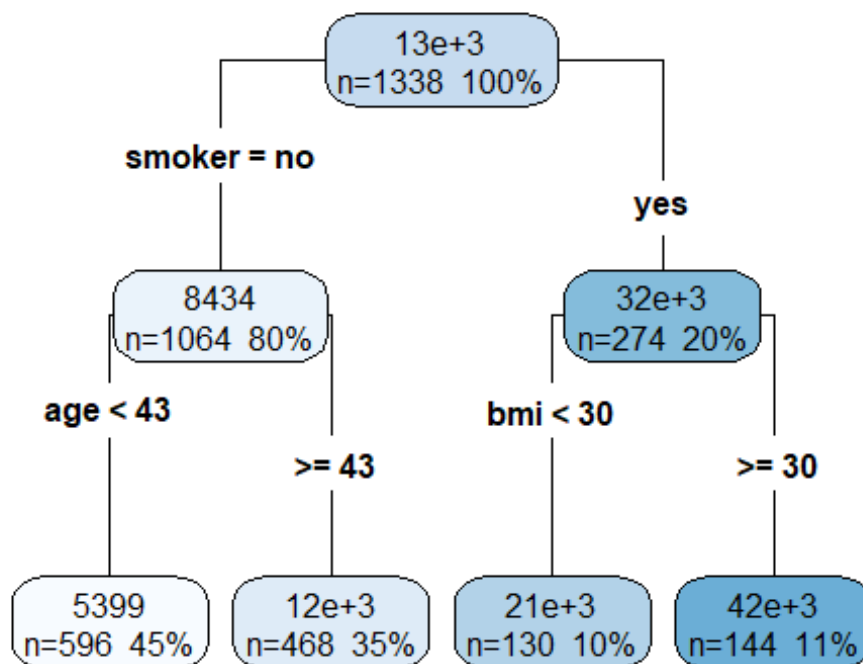 13e+3
n=1338 100%
smoker = no
yes
8434
n=1064 80%
32e+3
n=274 20%
age < 43
>= 43
bmi < 30
>= 30
5399
n=596 45%
12e+3
n=468 35%
21e+3
n=130 10%
42e+3
n=144 11%